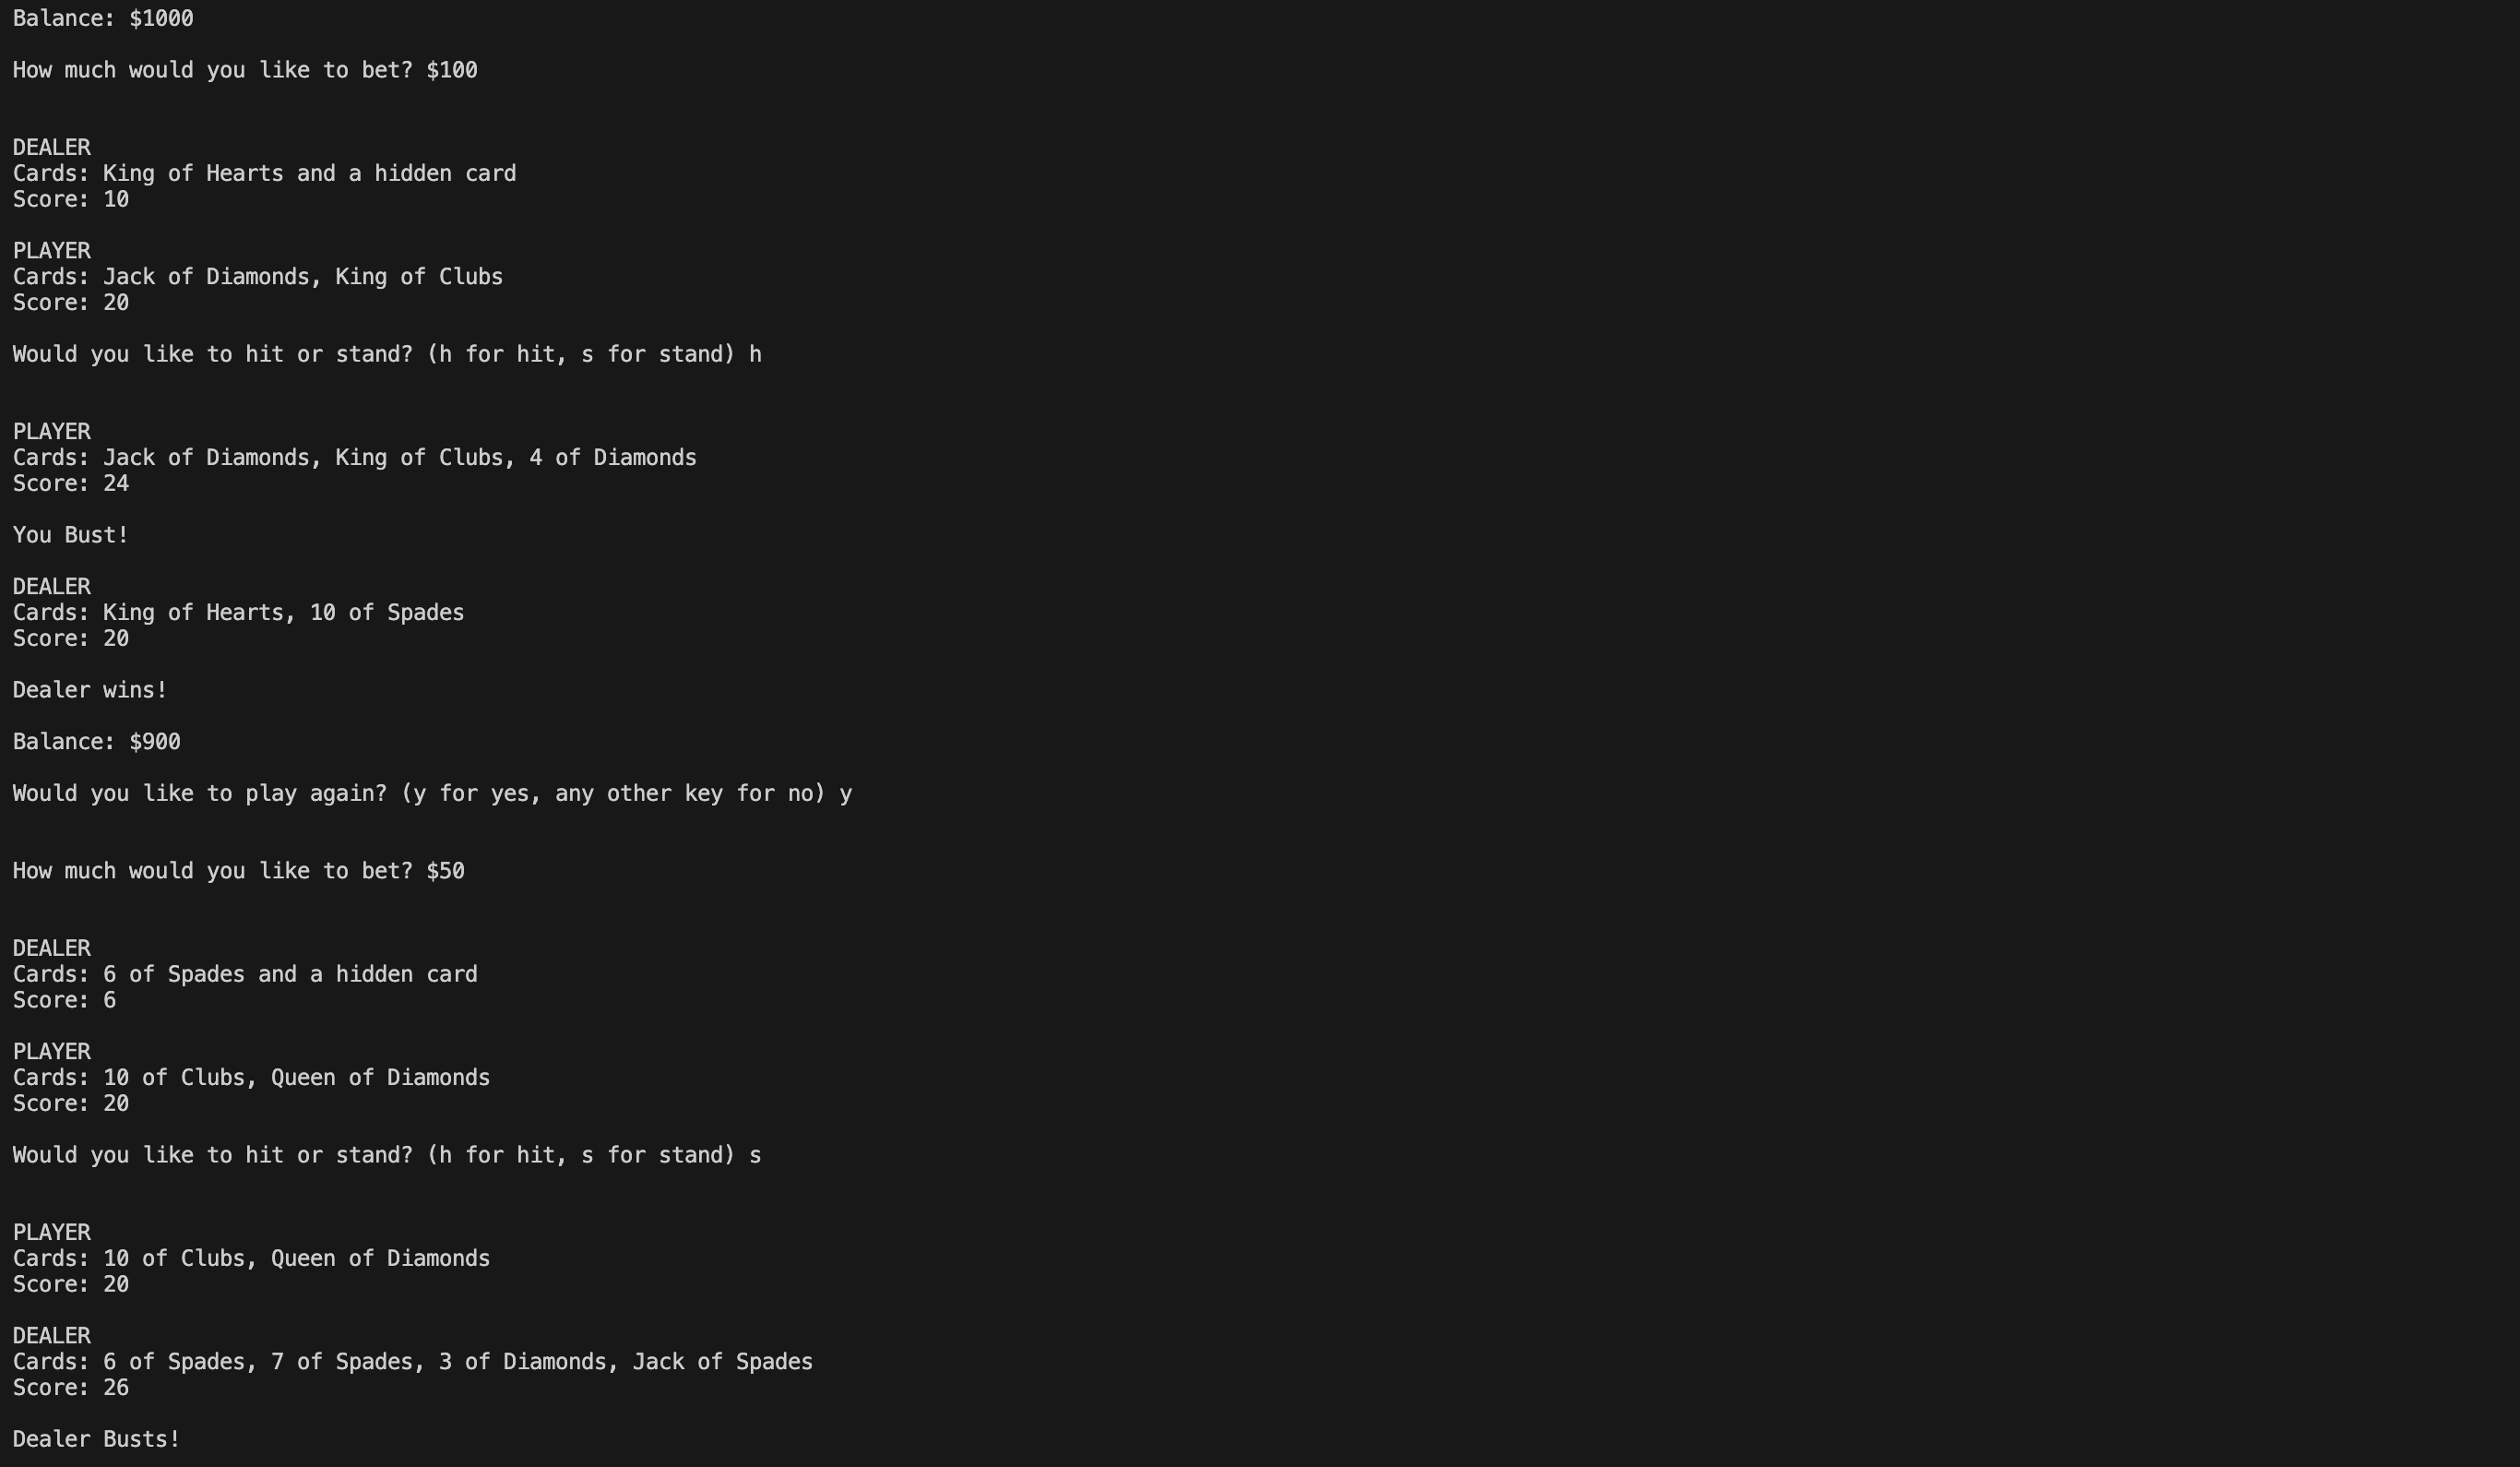 Balance: $1000
How much would you like to bet? $100
DEALER
Cards: King of Hearts and a hidden card
Score: 10
PLAYER
Cards: Jack of Diamonds, King of Clubs
Score: 20
Would you like to hit or stand? (h for hit, s for stand) h
PLAYER
Cards: Jack of Diamonds, King of Clubs, 4 of Diamonds
Score: 24
You Bust!
DEALER
Cards: King of Hearts, 10 of Spades
Score: 20
Dealer wins!
Balance: $900
Would you like to play again? (y for yes, any other key for no) y
How much would you like to bet? $50
DEALER
Cards: 6 of Spades and a hidden card
Score: 6
PLAYER
Cards: 10 of Clubs, Queen of Diamonds
Score: 20
Would you like to hit or stand? (h for hit, s for stand) s
PLAYER
Cards: 10 of Clubs, Queen of Diamonds
Score: 20
DEALER
Cards: 6 of Spades, 7 of Spades, 3 of Diamonds, Jack of Spades
Score: 26
Dealer Busts!